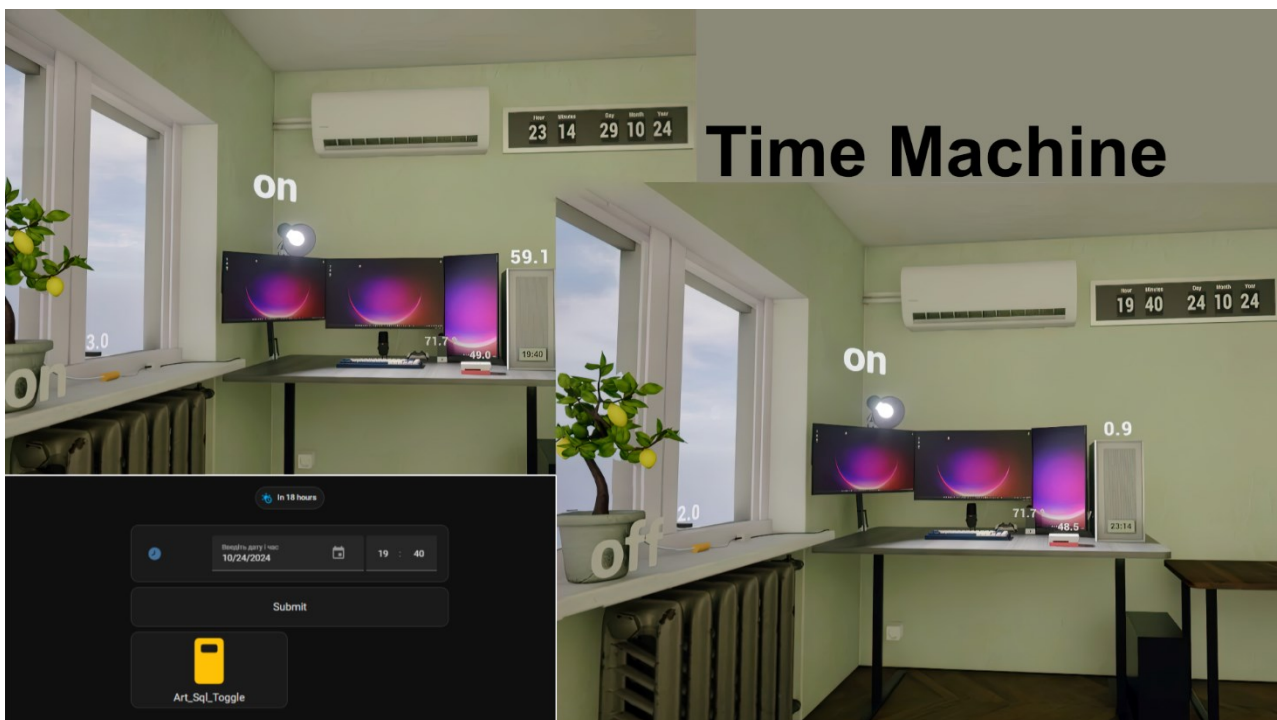 Time Machine
Hour Minutes Day Month Year
23 14 29 10 24
on
59.1
3.0
71.7
49.0
19:40
on
Hour Minutes Day Month Year
19 40 24 10 24
on
0.9
2.0
71.7
48.5
23:14
off
In 18 hours
Введіть дату і час
10/24/2024
19 : 40
Submit
Art_Sql_Toggle